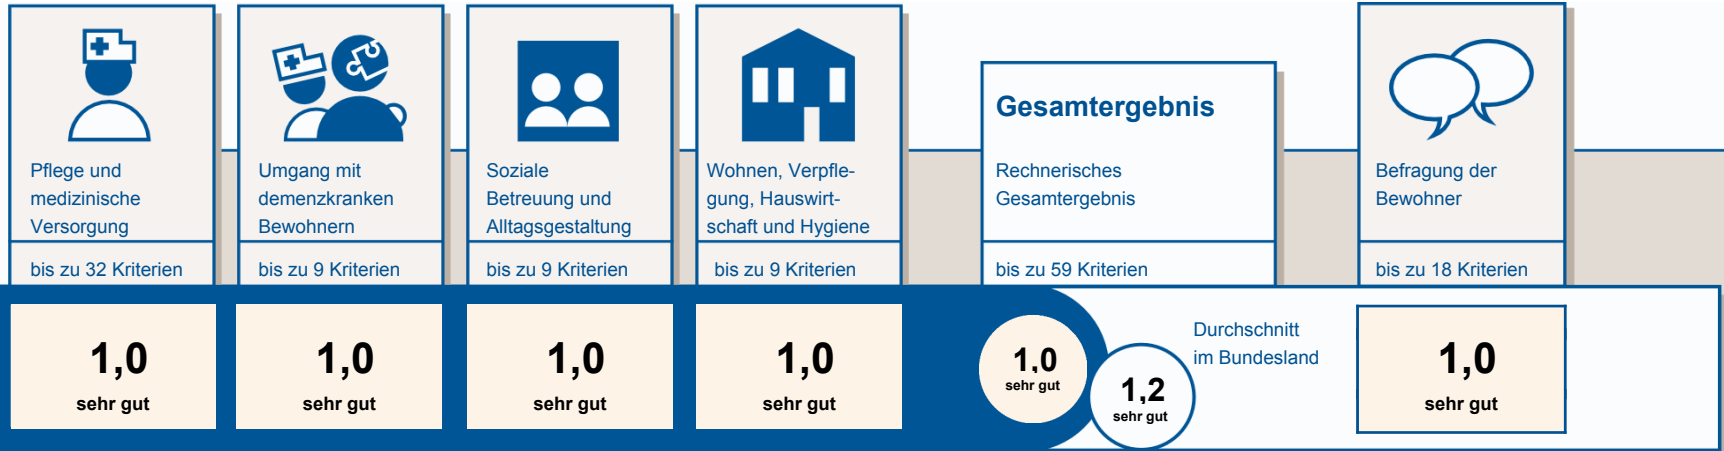 Pflege und
medizinische
Versorgung
bis zu 32 Kriterien
1,0
sehr gut
Umgang mit
demenzkranken
Bewohnern
bis zu 9 Kriterien
1,0
sehr gut
Soziale
Betreuung und
Alltagsgestaltung
bis zu 9 Kriterien
1,0
sehr gut
Wohnen, Verpfle-
gung, Hauswirt-
schaft und Hygiene
bis zu 9 Kriterien
1,0
sehr gut
Gesamtergebnis
Rechnerisches
Gesamtergebnis
bis zu 59 Kriterien
1,0
sehr gut
1,2
sehr gut
Durchschnitt
im Bundesland
Befragung der
Bewohner
bis zu 18 Kriterien
1,0
sehr gut